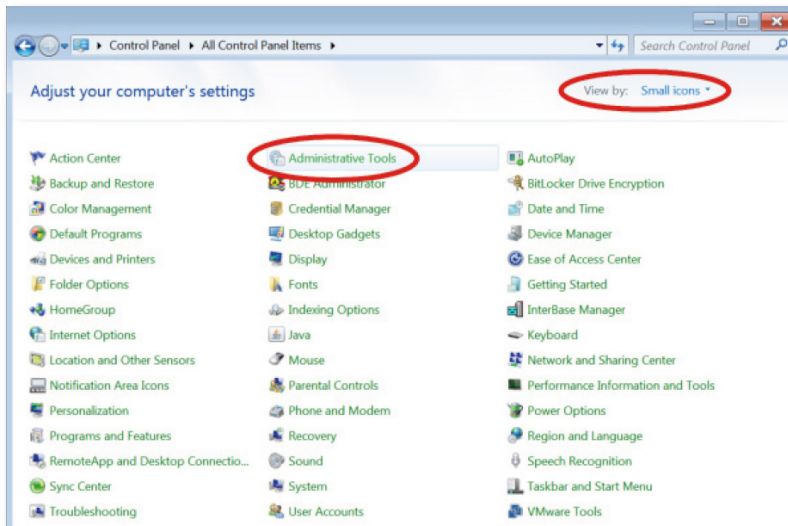 Control Panel ▸ All Control Panel Items ▸
Search Control Panel
Adjust your computer's settings
View by: Small icons
Action Center
Administrative Tools
AutoPlay
Backup and Restore
BDE Administrator
BitLocker Drive Encryption
Color Management
Credential Manager
Date and Time
Default Programs
Desktop Gadgets
Device Manager
Devices and Printers
Display
Ease of Access Center
Folder Options
Fonts
Getting Started
HomeGroup
Indexing Options
InterBase Manager
Internet Options
Java
Keyboard
Location and Other Sensors
Mouse
Network and Sharing Center
Notification Area Icons
Parental Controls
Performance Information and Tools
Personalization
Phone and Modem
Power Options
Programs and Features
Recovery
Region and Language
RemoteApp and Desktop Connectio...
Sound
Speech Recognition
Sync Center
System
Taskbar and Start Menu
Troubleshooting
User Accounts
VMware Tools